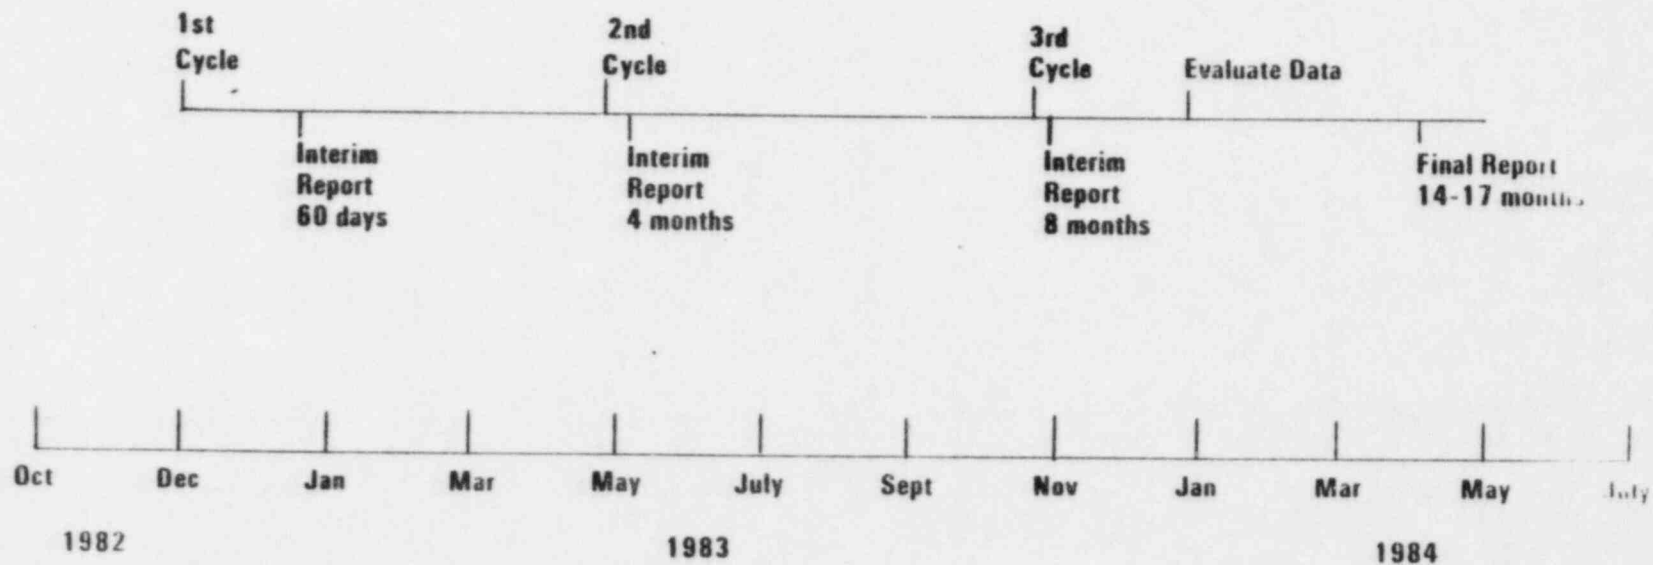 1st
Cycle
2nd
Cycle
3rd
Cycle
Evaluate Data
Interim
Report
60 days
Interim
Report
4 months
Interim
Report
8 months
Final Report
14-17 months
Oct Dec Jan Mar May July Sept Nov Jan Mar May July
1982 1983 1984